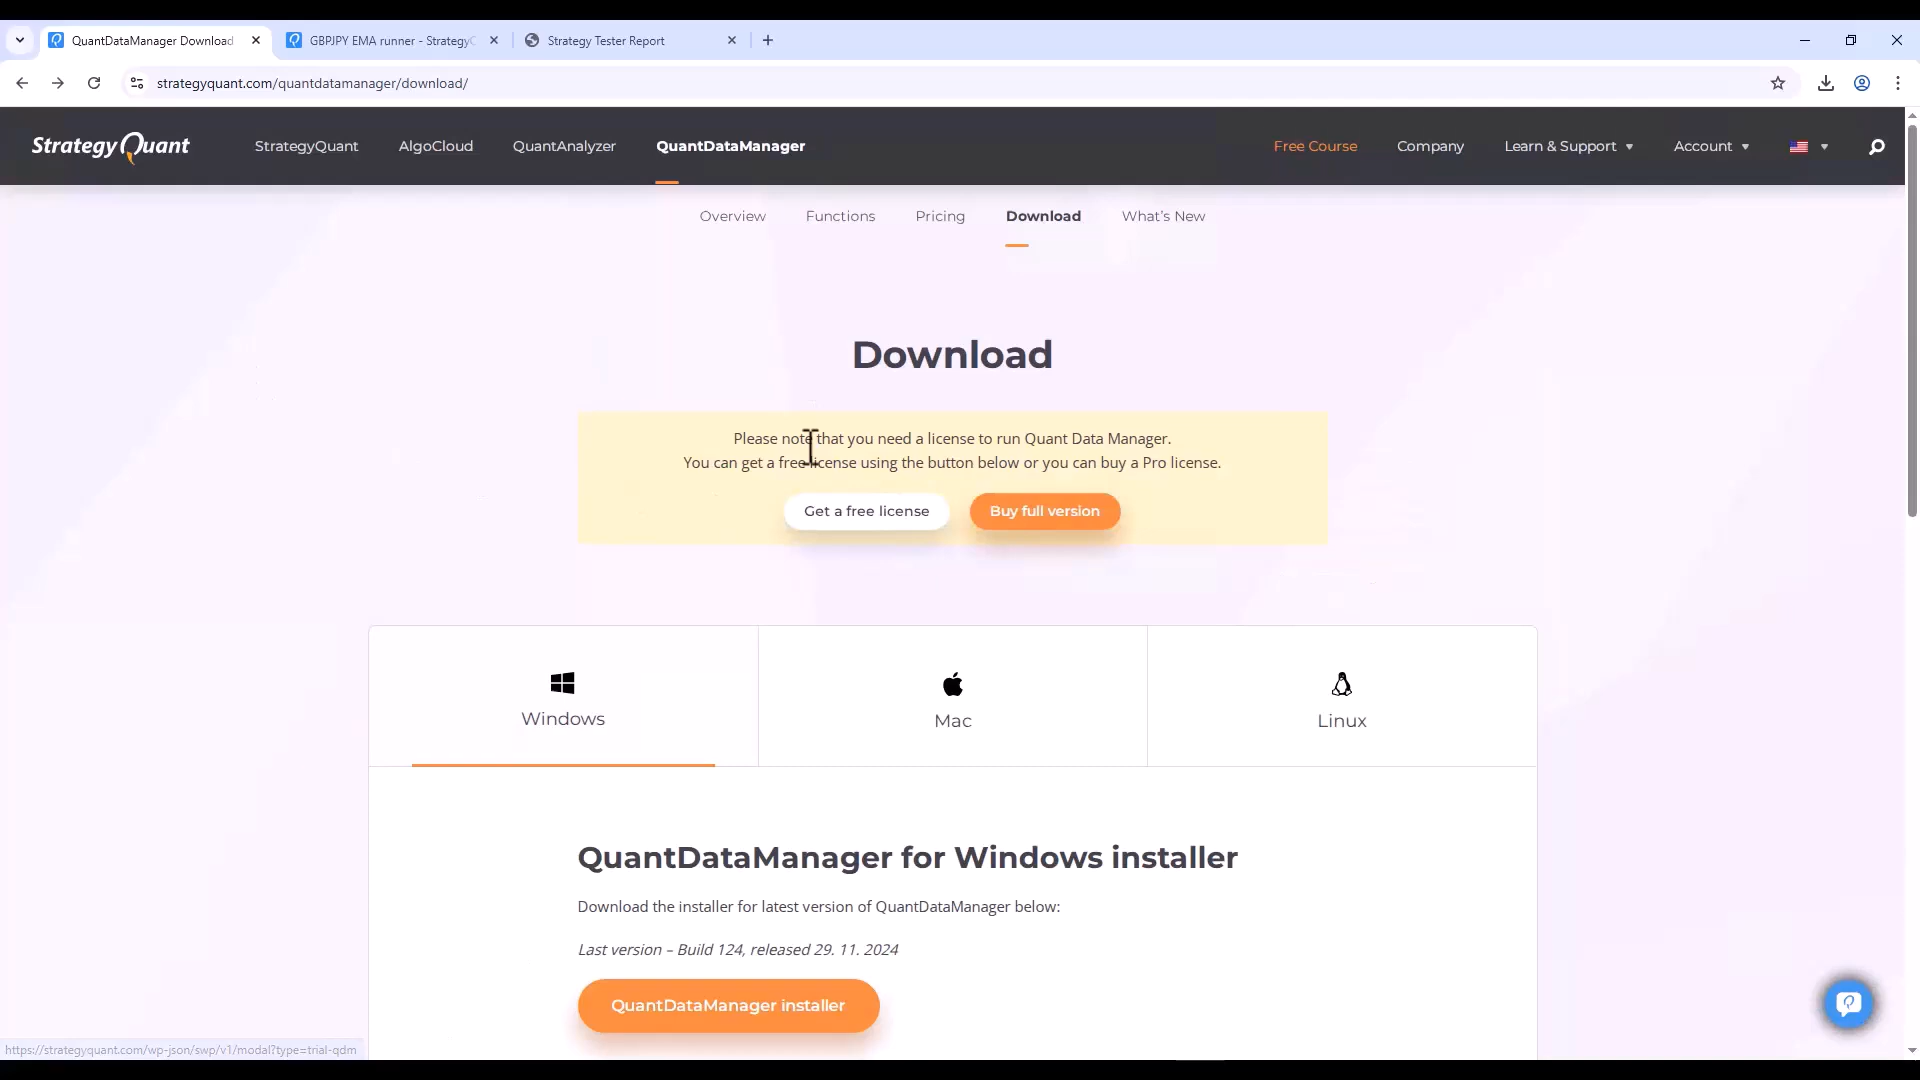 QuantDataManager Download
GBPJPY EMA runner - Strategy
Strategy Tester Report
strategyquant.com/quantdatamanager/download/
StrategyQuant
StrategyQuant
AlgoCloud
QuantAnalyzer
QuantDataManager
Free Course
Company
Learn & Support
Account
Overview
Functions
Pricing
Download
What's New
Download
Please note that you need a license to run Quant Data Manager.
You can get a free license using the button below or you can buy a Pro license.
Get a free license
Buy full version
Windows
Mac
Linux
QuantDataManager for Windows installer
Download the installer for latest version of QuantDataManager below:
Last version – Build 124, released 29. 11. 2024
QuantDataManager installer
https://strategyquant.com/wp-json/swp/v1/modal?type=trial-qdm